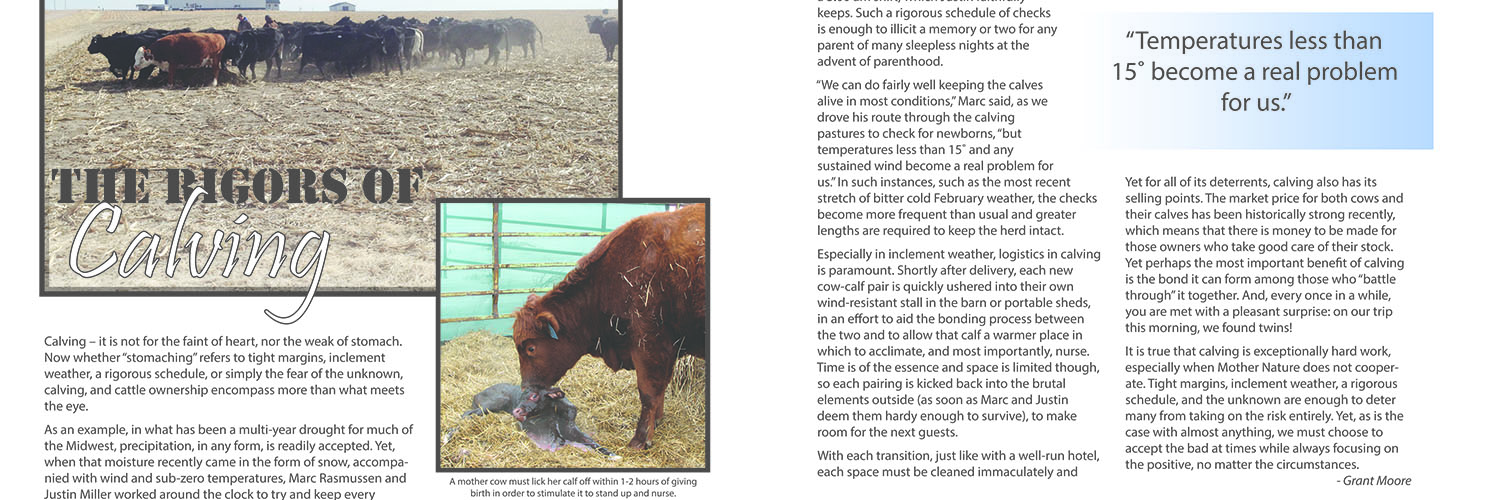 THE RIGORS OF
Calving
Calving – it is not for the faint of heart, nor the weak of stomach.
Now whether “stomaching” refers to tight margins, inclement
weather, a rigorous schedule, or simply the fear of the unknown,
calving, and cattle ownership encompass more than what meets
the eye.
As an example, in what has been a multi-year drought for much of
the Midwest, precipitation, in any form, is readily accepted. Yet,
when that moisture recently came in the form of snow, accompa-
nied with wind and sub-zero temperatures, Marc Rasmussen and
Justin Miller worked around the clock to try and keep every
A mother cow must lick her calf off within 1-2 hours of giving
birth in order to stimulate it to stand up and nurse.
keeps. Such a rigorous schedule of checks
is enough to illicit a memory or two for any
parent of many sleepless nights at the
advent of parenthood.
“We can do fairly well keeping the calves
alive in most conditions,” Marc said, as we
drove his route through the calving
pastures to check for newborns, “but
temperatures less than 15˚ and any
sustained wind become a real problem for
us.” In such instances, such as the most recent
stretch of bitter cold February weather, the checks
become more frequent than usual and greater
lengths are required to keep the herd intact.
Especially in inclement weather, logistics in calving
is paramount. Shortly after delivery, each new
cow-calf pair is quickly ushered into their own
wind-resistant stall in the barn or portable sheds,
in an effort to aid the bonding process between
the two and to allow that calf a warmer place in
which to acclimate, and most importantly, nurse.
Time is of the essence and space is limited though,
so each pairing is kicked back into the brutal
elements outside (as soon as Marc and Justin
deem them hardy enough to survive), to make
room for the next guests.
With each transition, just like with a well-run hotel,
each space must be cleaned immaculately and
“Temperatures less than
15˚ become a real problem
for us.”
Yet for all of its deterrents, calving also has its
selling points. The market price for both cows and
their calves has been historically strong recently,
which means that there is money to be made for
those owners who take good care of their stock.
Yet perhaps the most important benefit of calving
is the bond it can form among those who “battle
through” it together. And, every once in a while,
you are met with a pleasant surprise: on our trip
this morning, we found twins!
It is true that calving is exceptionally hard work,
especially when Mother Nature does not cooper-
ate. Tight margins, inclement weather, a rigorous
schedule, and the unknown are enough to deter
many from taking on the risk entirely. Yet, as is the
case with almost anything, we must choose to
accept the bad at times while always focusing on
the positive, no matter the circumstances.
- Grant Moore